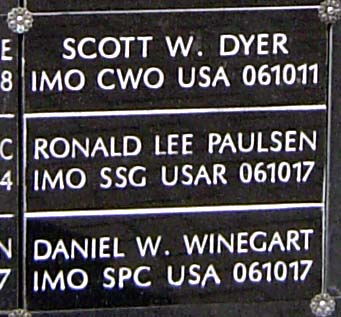 SCOTT W. DYER
IMO CWO USA 061011
RONALD LEE PAULSEN
IMO SSG USAR 061017
DANIEL W. WINEGART
IMO SPC USA 061017